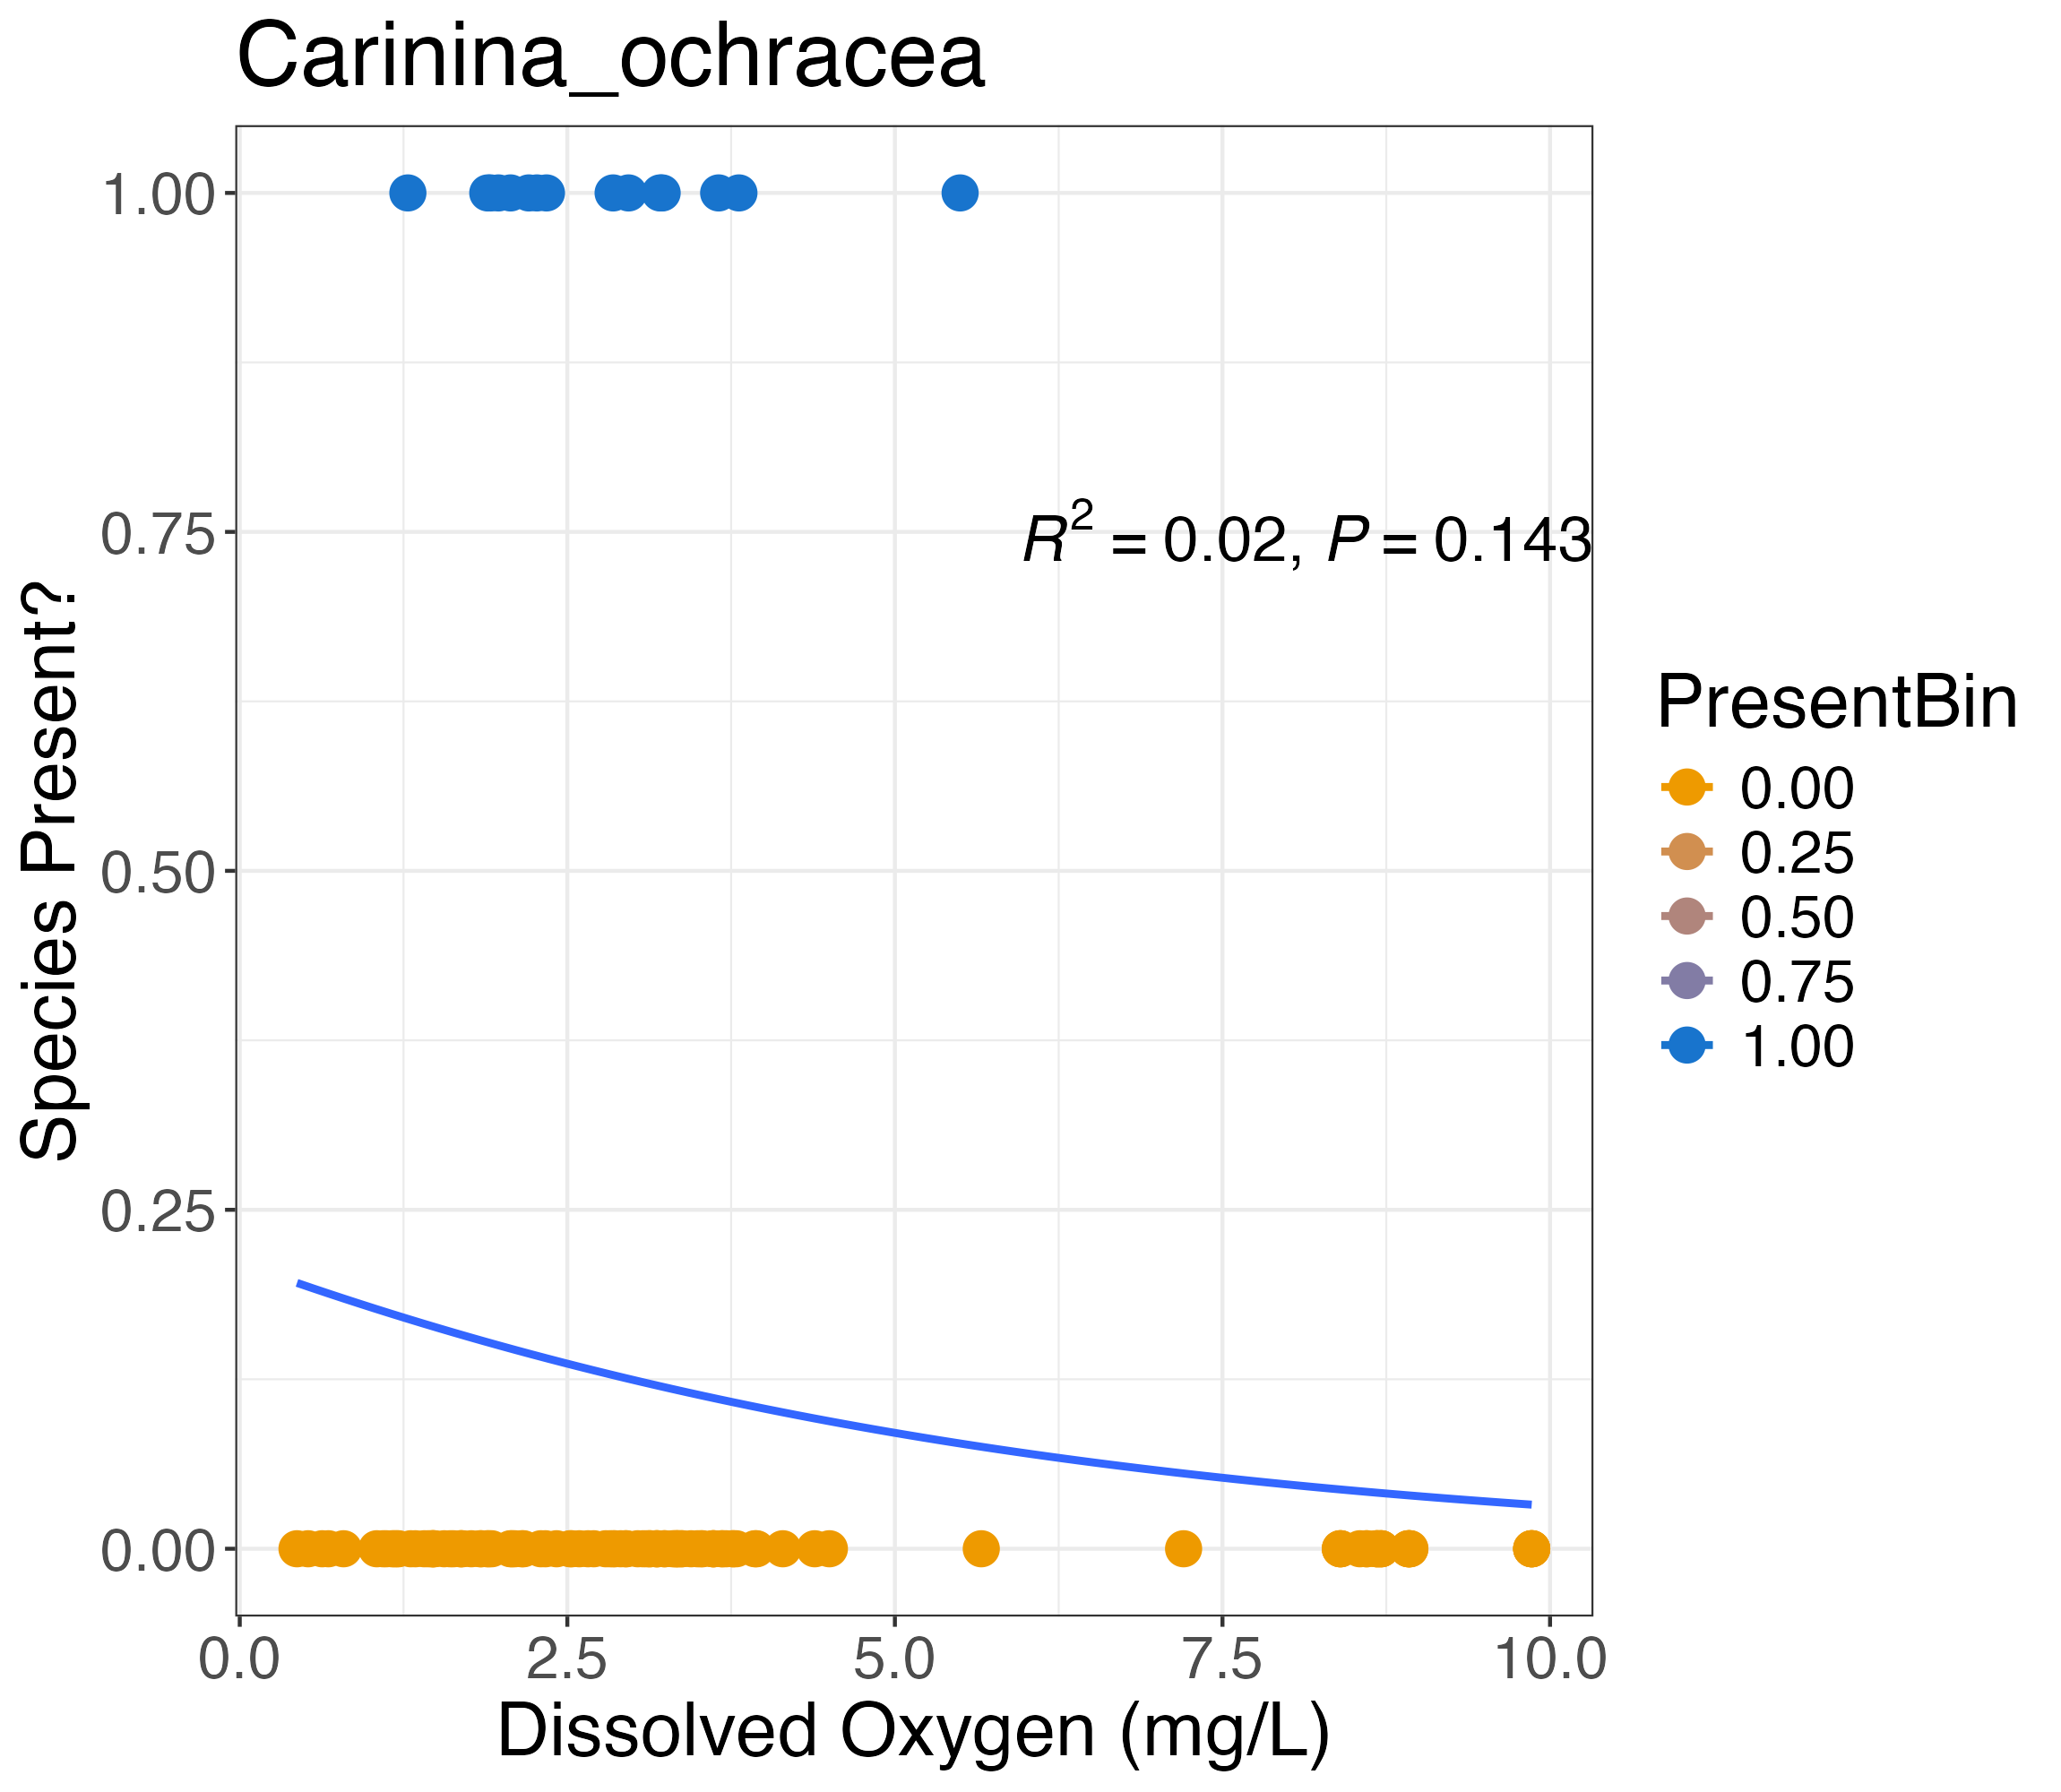 Carinina_ochracea
1.00
0.75
0.50
0.25
0.00
Species Present?
R² = 0.02, P = 0.143
0.0 2.5 5.0 7.5 10.0
Dissolved Oxygen (mg/L)
PresentBin
0.00
0.25
0.50
0.75
1.00